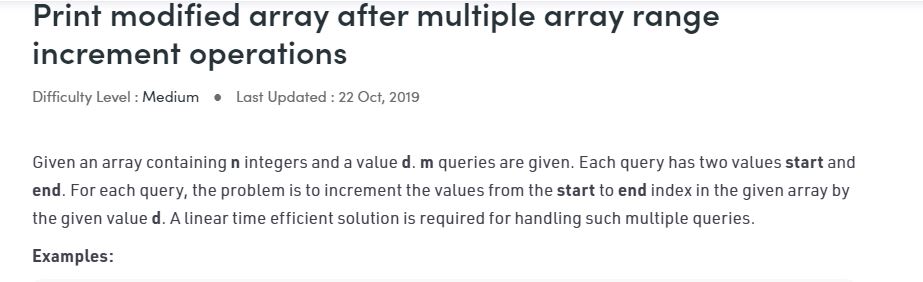 Print modified array after multiple array range
increment operations
Difficulty Level : Medium ● Last Updated : 22 Oct, 2019
Given an array containing n integers and a value d. m queries are given. Each query has two values start and
end. For each query, the problem is to increment the values from the start to end index in the given array by
the given value d. A linear time efficient solution is required for handling such multiple queries.
Examples: